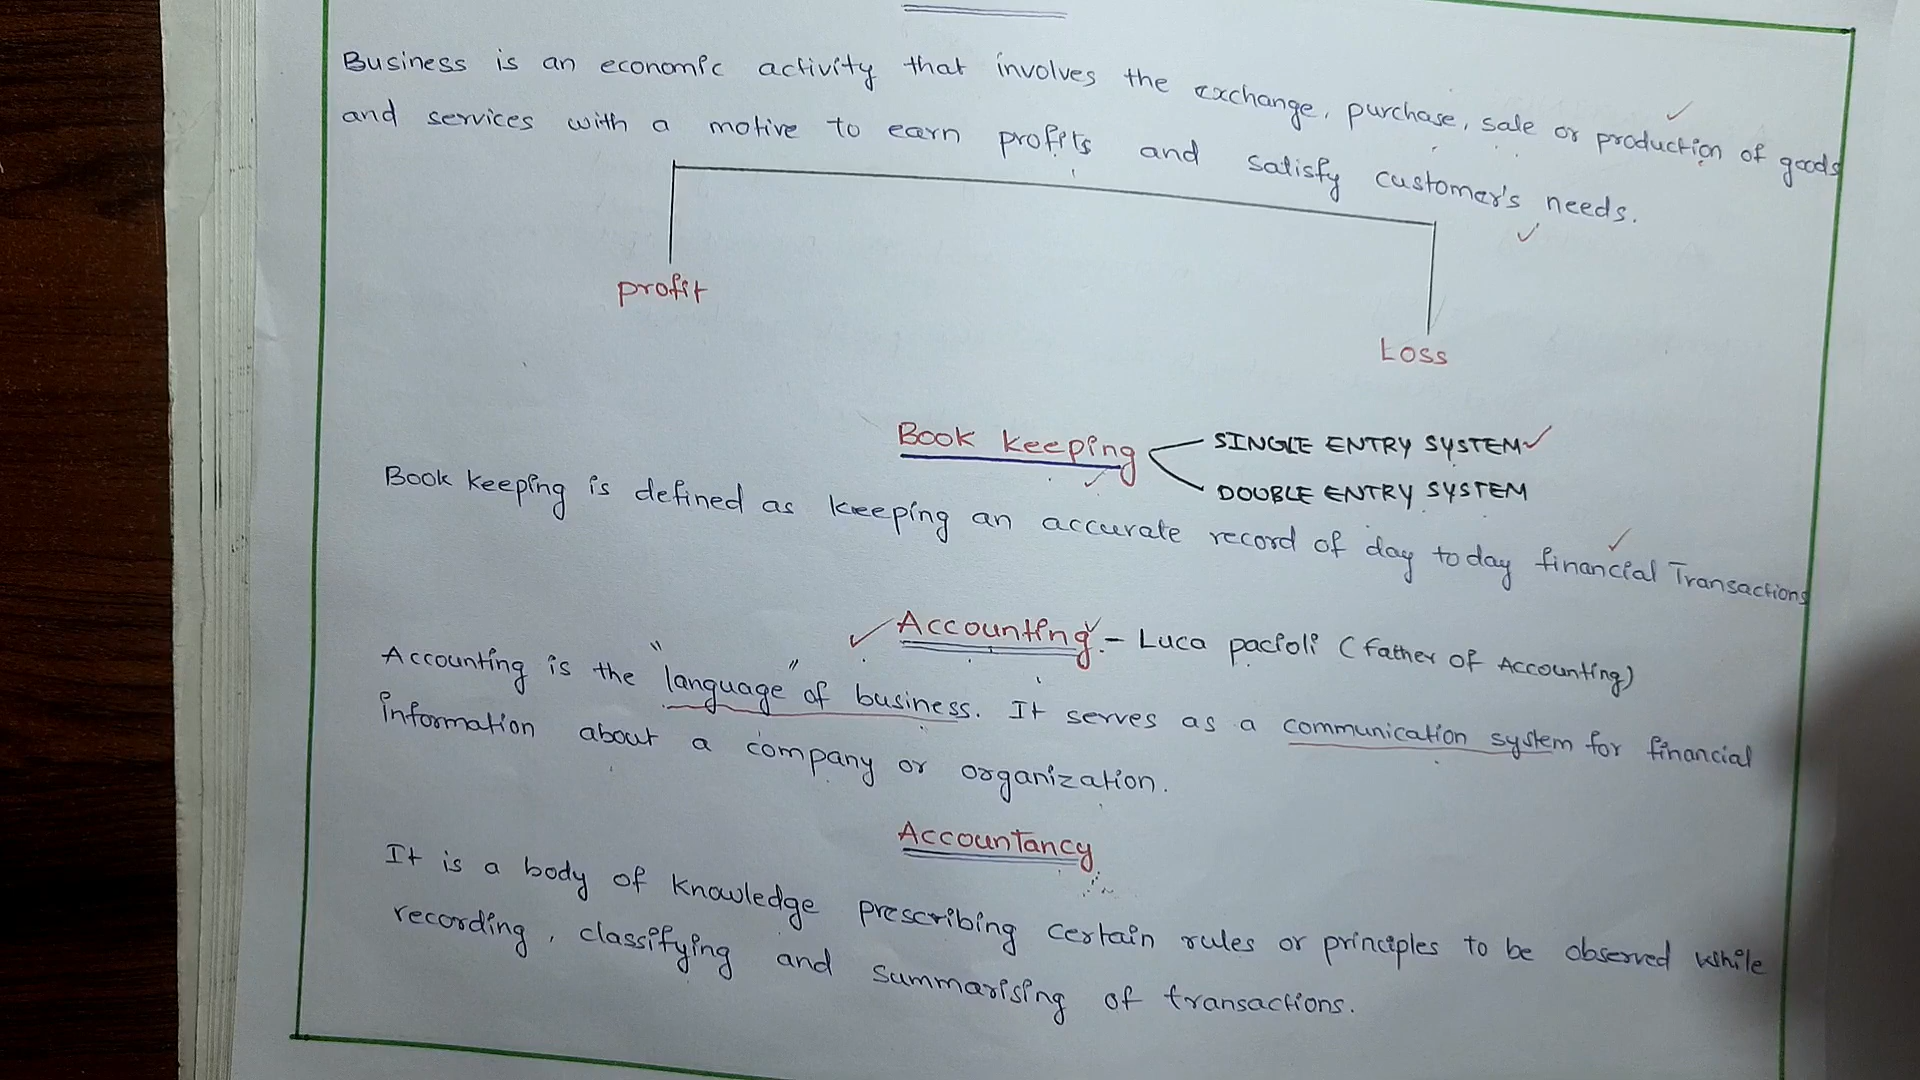 Business is an economic activity that involves the exchange, purchase, sale or production of goods
and services with a motive to earn profits and satisfy customer's needs.
profit
Loss
Book keeping
SINGLE ENTRY SYSTEM
DOUBLE ENTRY SYSTEM
Book keeping is defined as keeping an accurate record of day to day financial Transactions
Accounting - Luca pacioli (father of Accounting)
Accounting is the "language" of business. It serves as a communication system for financial
information about a company or organization.
Accountancy
It is a body of knowledge prescribing certain rules or principles to be observed while
recording, classifying and summarising of transactions.